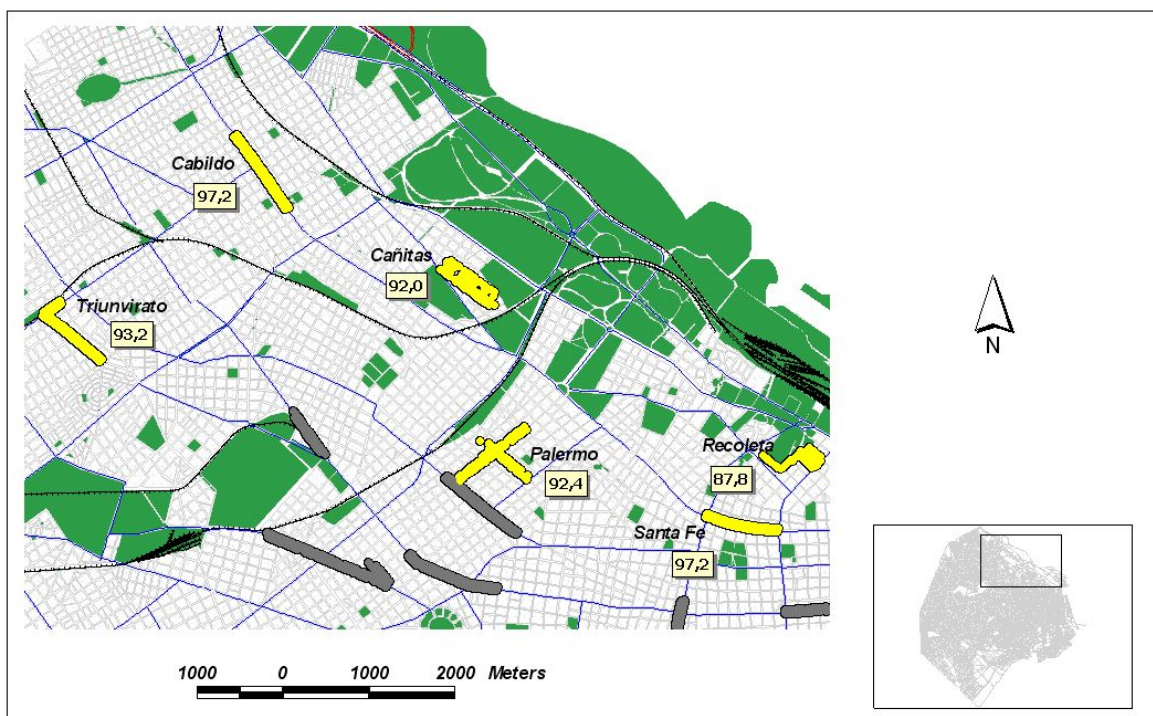 Cabildo
97,2
Cañitas
92,0
Triunvirato
93,2
Palermo
92,4
Recoleta
87,8
Santa Fe
97,2
N
1000 0 1000 2000 Meters